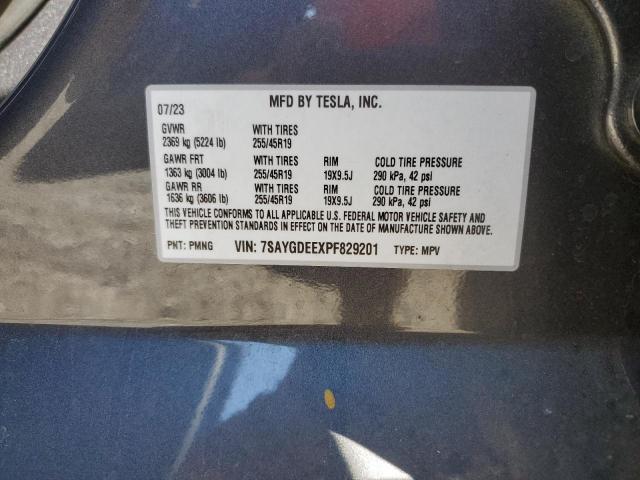 MFD BY TESLA, INC.
07/23
GVWR WITH TIRES
2369 kg (5224 lb) 255/45R19
GAWR FRT WITH TIRES RIM COLD TIRE PRESSURE
1363 kg (3004 lb) 255/45R19 19X9.5J 290 kPa, 42 psi
GAWR RR WITH TIRES RIM COLD TIRE PRESSURE
1636 kg (3606 lb) 255/45R19 19X9.5J 290 kPa, 42 psi
THIS VEHICLE CONFORMS TO ALL APPLICABLE U.S. FEDERAL MOTOR VEHICLE SAFETY AND
THEFT PREVENTION STANDARDS IN EFFECT ON THE DATE OF MANUFACTURE SHOWN ABOVE.
PNT: PMNG VIN: 7SAYGDEEXPF829201 TYPE: MPV